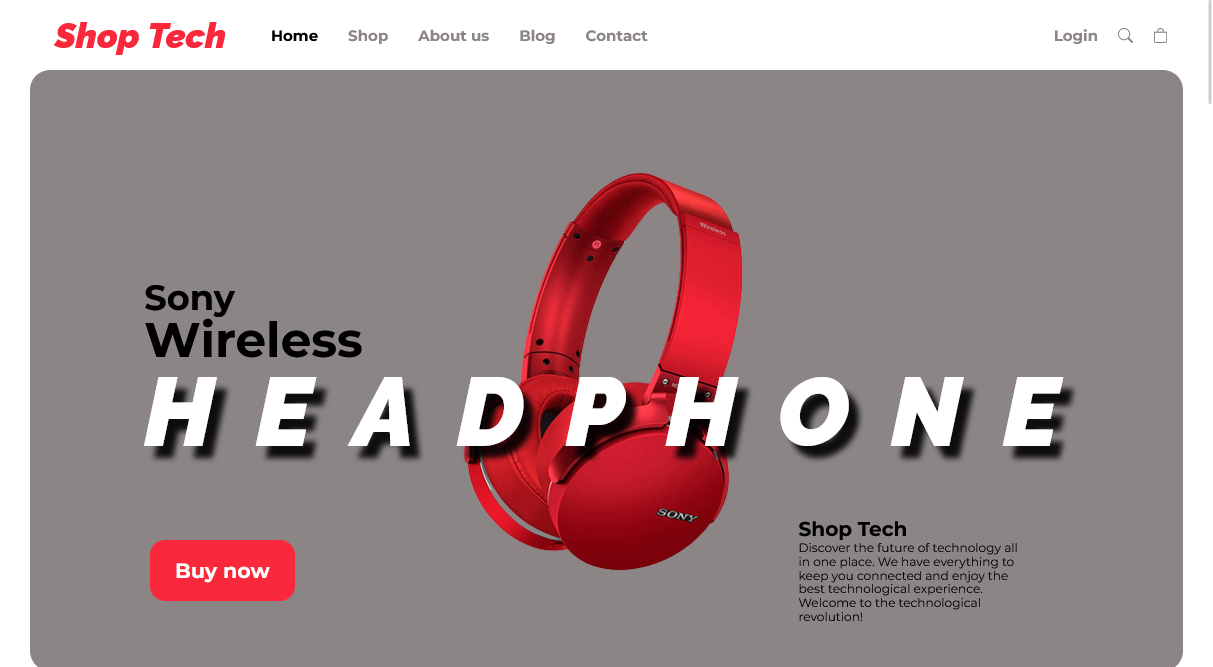 Shop Tech Home Shop About us Blog Contact Login
Wireless
Sony
Wireless
HEADPHONE
SONY
Shop Tech
Discover the future of technology all
in one place. We have everything to
keep you connected and enjoy the
best technological experience.
Welcome to the technological
revolution!
Buy now